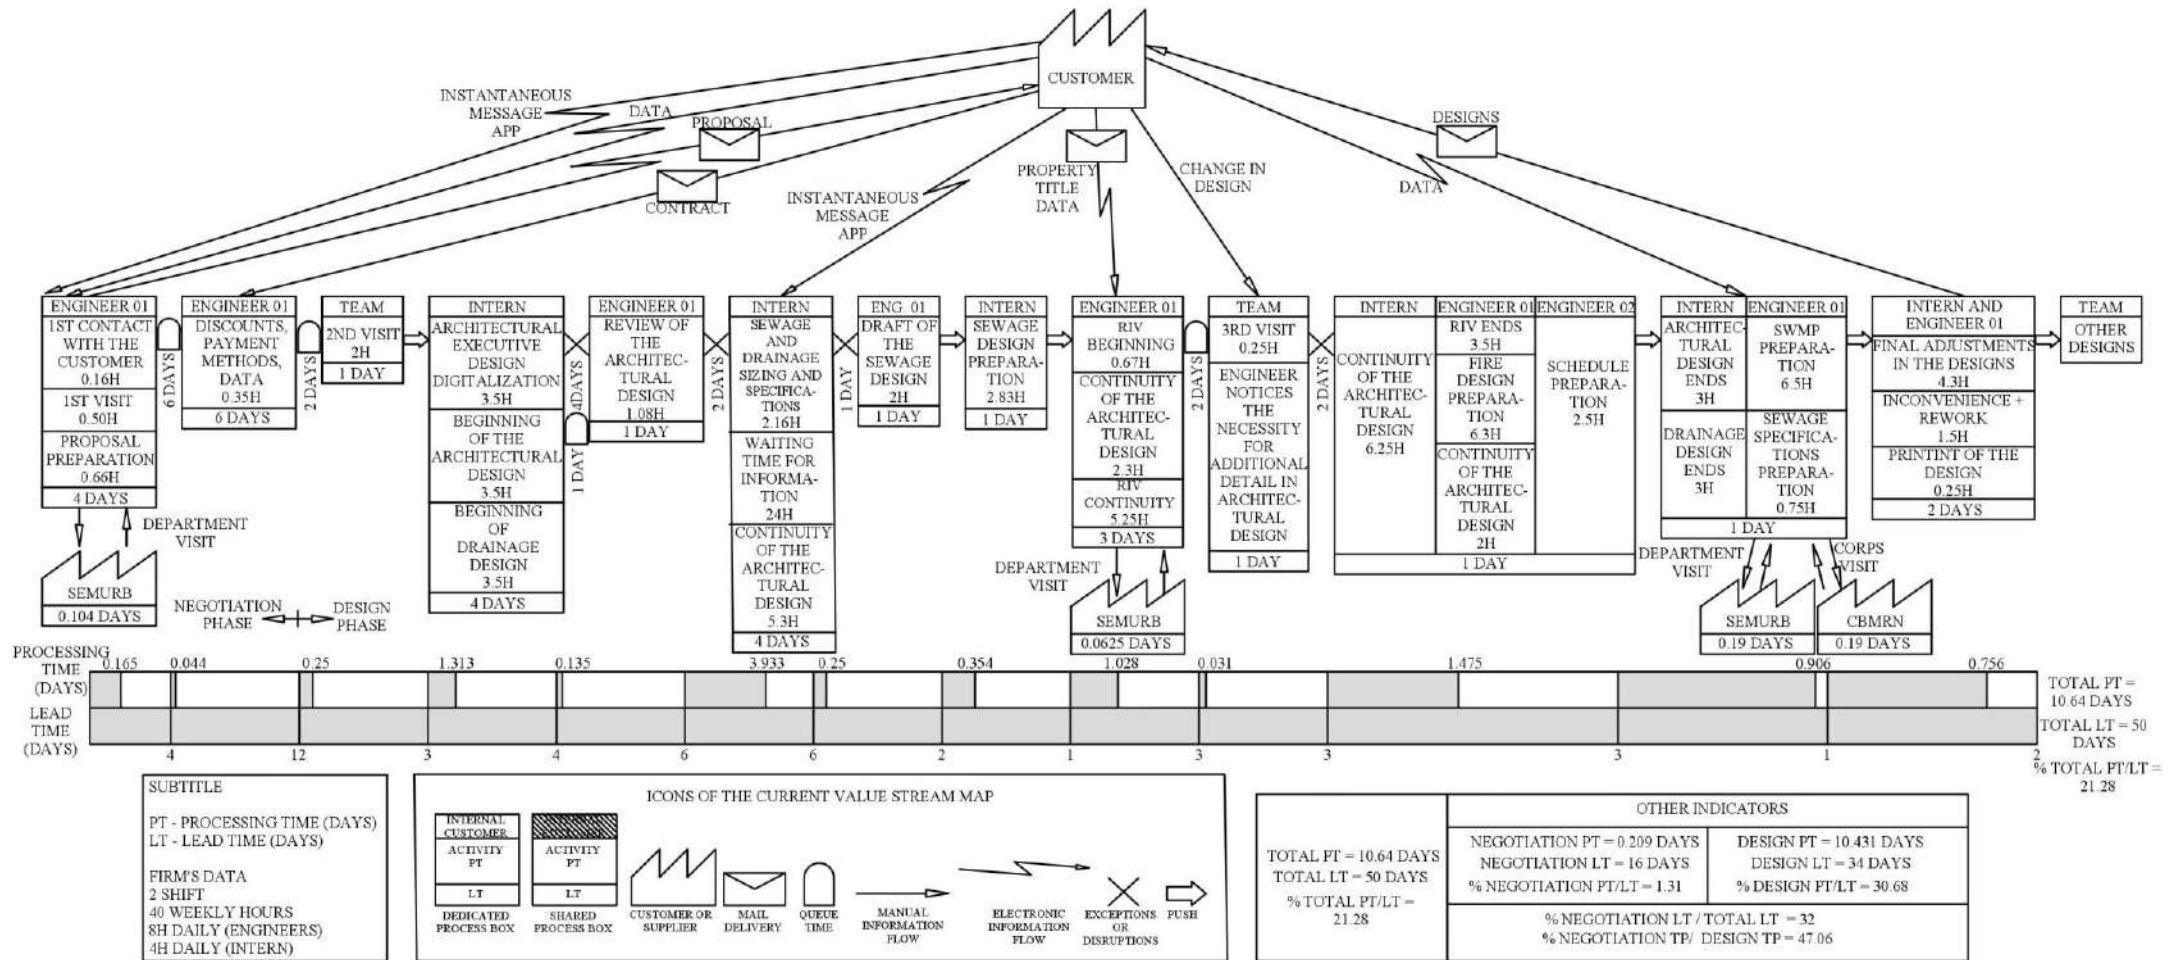 CUSTOMER
INSTANTANEOUS
MESSAGE
APP
DATA
PROPOSAL
CONTRACT
INSTANTANEOUS
MESSAGE
APP
PROPERTY
TITLE
DATA
CHANGE IN
DESIGN
DATA
DESIGNS
ENGINEER 01
1ST CONTACT
WITH THE
CUSTOMER
0.16H
1ST VISIT
0.50H
PROPOSAL
PREPARATION
0.66H
4 DAYS
DEPARTMENT
VISIT
SEMURB
0.104 DAYS
6 DAYS
ENGINEER 01
DISCOUNTS,
PAYMENT
METHODS,
DATA
0.35H
6 DAYS
2 DAYS
TEAM
2ND VISIT
2H
1 DAY
NEGOTIATION
PHASE
DESIGN
PHASE
INTERN
ARCHITECTURAL
EXECUTIVE
DESIGN
DIGITALIZATION
3.5H
BEGINNING
OF THE
ARCHITECTURAL
DESIGN
3.5H
BEGINNING
OF
DRAINAGE
DESIGN
3.5H
4 DAYS
4DAYS
1 DAY
ENGINEER 01
REVIEW OF
THE
ARCHITEC-
TURAL
DESIGN
1.08H
1 DAY
2 DAYS
INTERN
SEWAGE
AND
DRAINAGE
SIZING AND
SPECIFICA-
TIONS
2.16H
WAITING
TIME FOR
INFORMA-
TION
24H
CONTINUITY
OF THE
ARCHITEC-
TURAL
DESIGN
5.3H
4 DAYS
1 DAY
ENG. 01
DRAFT OF
THE
SEWAGE
DESIGN
2H
1 DAY
INTERN
SEWAGE
DESIGN
PREPARA-
TION
2.83H
1 DAY
ENGINEER 01
RIV
BEGINNING
0.67H
CONTINUITY
OF THE
ARCHITEC-
TURAL
DESIGN
2.3H
RIV
CONTINUITY
5.25H
3 DAYS
DEPARTMENT
VISIT
SEMURB
0.0625 DAYS
2 DAYS
TEAM
3RD VISIT
0.25H
ENGINEER
NOTICES
THE
NECESSITY
FOR
ADDITIONAL
DETAIL IN
ARCHITEC-
TURAL
DESIGN
1 DAY
2 DAYS
INTERN
CONTINUITY
OF THE
ARCHITEC-
TURAL
DESIGN
6.25H
ENGINEER 01
RIV ENDS
3.5H
FIRE
DESIGN
PREPARA-
TION
6.3H
CONTINUITY
OF THE
ARCHITEC-
TURAL
DESIGN
2H
ENGINEER 02
SCHEDULE
PREPARA-
TION
2.5H
1 DAY
INTERN
ARCHITEC-
TURAL
DESIGN
ENDS
3H
DRAINAGE
DESIGN
ENDS
3H
ENGINEER 01
SWMP
PREPARA-
TION
6.5H
SEWAGE
SPECIFICA-
TIONS
PREPARA-
TION
0.75H
1 DAY
DEPARTMENT
VISIT
CORPS
VISIT
SEMURB
0.19 DAYS
CBMRN
0.19 DAYS
INTERN AND
ENGINEER 01
FINAL ADJUSTMENTS
IN THE DESIGNS
4.3H
INCONVENIENCE +
REWORK
1.5H
PRINTINT OF THE
DESIGN
0.25H
2 DAYS
TEAM
OTHER
DESIGNS
PROCESSING
TIME
(DAYS)
0.165 0.044 0.25 1.313 0.135 3.933 0.25 0.354 1.028 0.031 1.475 0.906 0.756
TOTAL PT =
10.64 DAYS
LEAD
TIME
(DAYS)
4 12 3 4 6 6 2 1 3 3 3 1 2
TOTAL LT = 50
DAYS
% TOTAL PT/LT =
21.28
SUBTITLE
PT - PROCESSING TIME (DAYS)
LT - LEAD TIME (DAYS)
FIRM'S DATA
2 SHIFT
40 WEEKLY HOURS
8H DAILY (ENGINEERS)
4H DAILY (INTERN)
ICONS OF THE CURRENT VALUE STREAM MAP
INTERNAL
CUSTOMER
ACTIVITY
PT
LT
DEDICATED
PROCESS BOX
ACTIVITY
PT
LT
SHARED
PROCESS BOX
CUSTOMER OR
SUPPLIER
MAIL
DELIVERY
QUEUE
TIME
MANUAL
INFORMATION
FLOW
ELECTRONIC
INFORMATION
FLOW
EXCEPTIONS
OR
DISRUPTIONS
PUSH
TOTAL PT = 10.64 DAYS
TOTAL LT = 50 DAYS
% TOTAL PT/LT =
21.28
OTHER INDICATORS
NEGOTIATION PT = 0.209 DAYS
NEGOTIATION LT = 16 DAYS
% NEGOTIATION PT/LT = 1.31
DESIGN PT = 10.431 DAYS
DESIGN LT = 34 DAYS
% DESIGN PT/LT = 30.68
% NEGOTIATION LT / TOTAL LT = 32
% NEGOTIATION TP/ DESIGN TP = 47.06